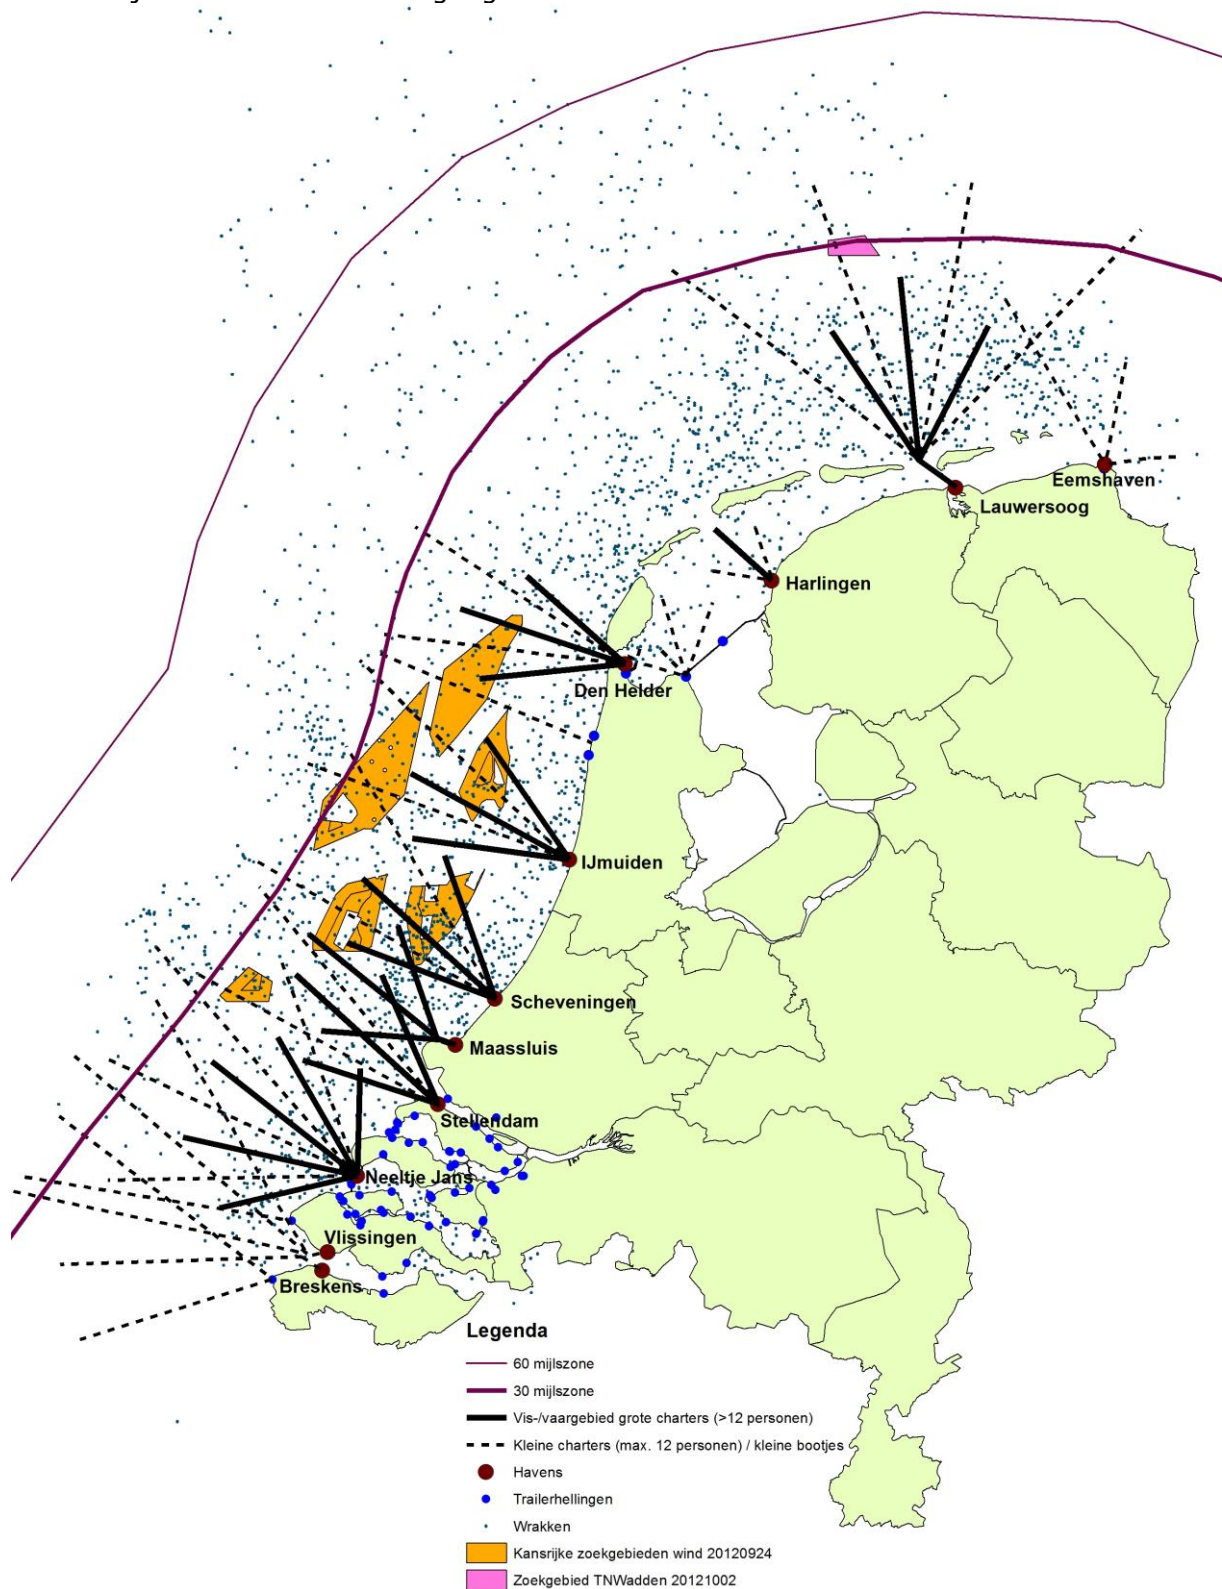 Eemshaven
Lauwersoog
Harlingen
Den Helder
IJmuiden
Scheveningen
Maassluis
Stellendam
Neeltje Jans
Vlissingen
Breskens
Legenda
60 mijlszone
30 mijlszone
Vis-/vaargebied grote charters (>12 personen)
Kleine charters (max. 12 personen) / kleine bootjes
Havens
Trailerhellingen
Wrakken
Kansrijke zoekgebieden wind 20120924
Zoekgebied TNWadden 20121002